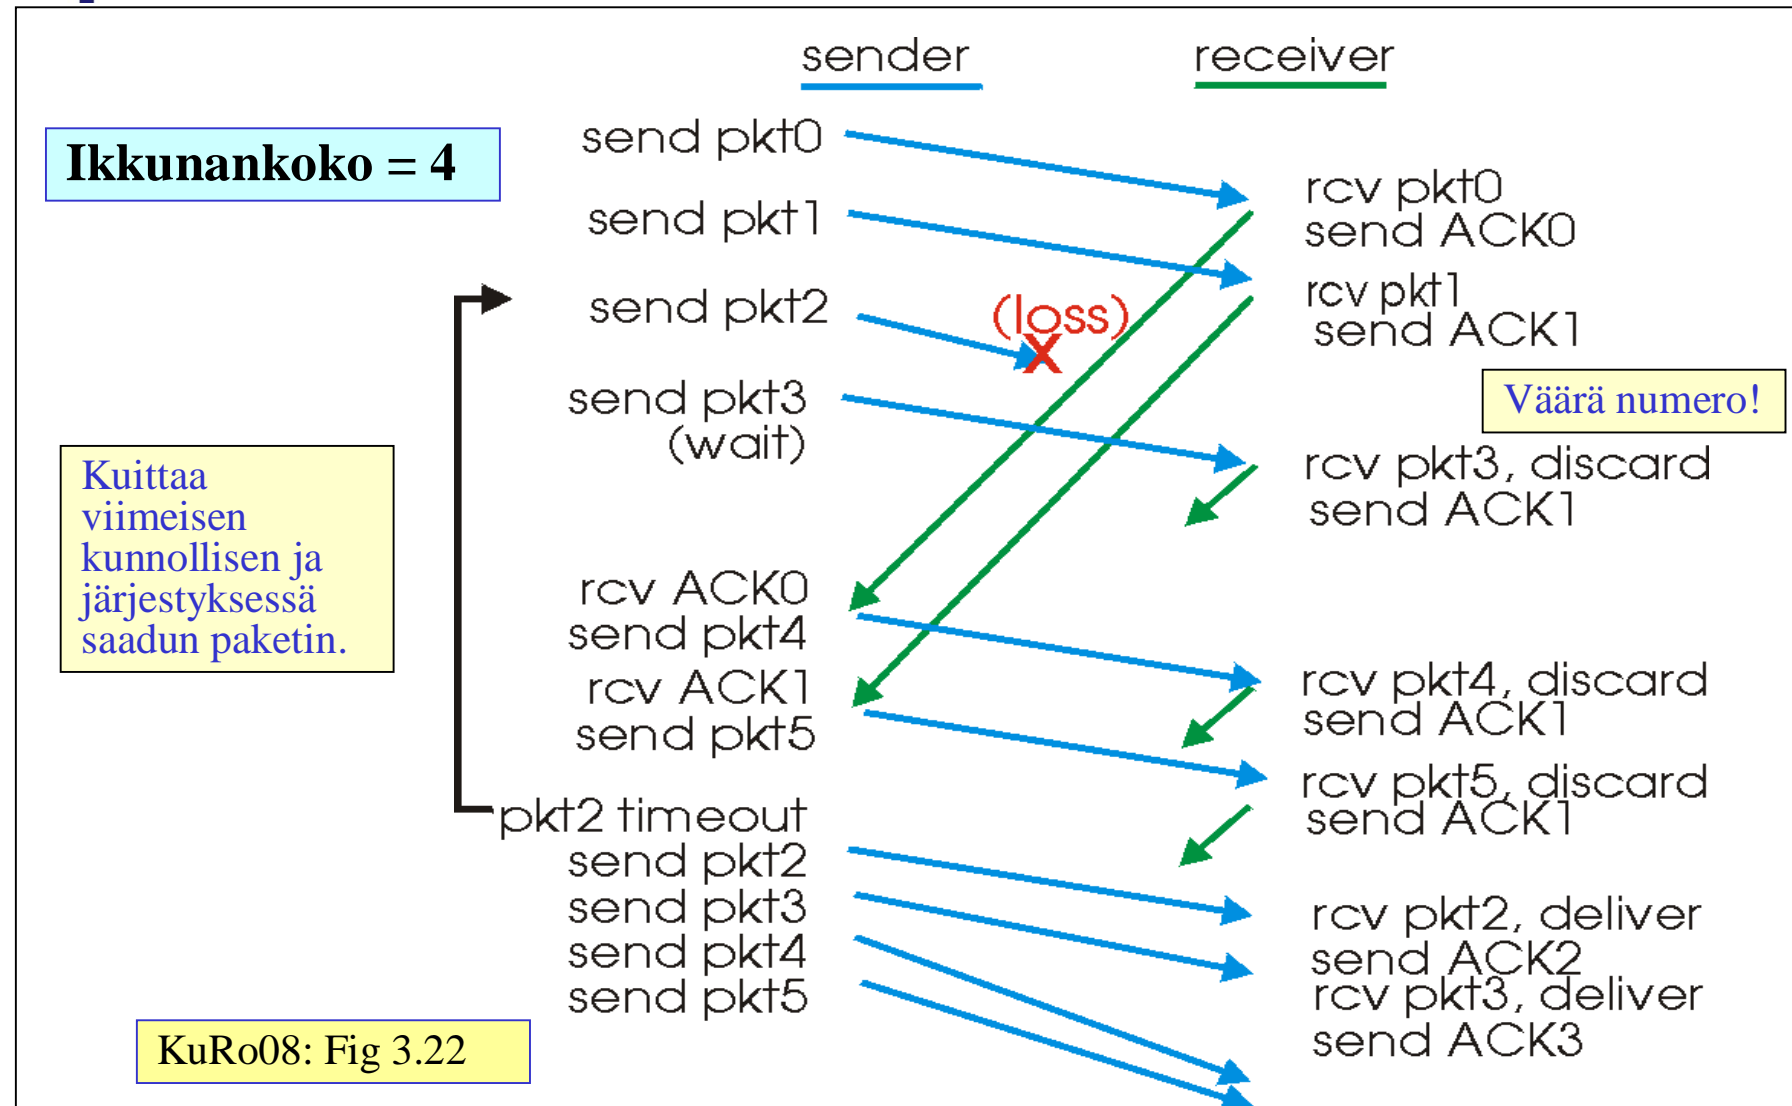 sender
receiver
Ikkunankoko = 4
send pkt0
rcv pkt0
send ACK0
send pkt1
rcv pkt1
send ACK1
send pkt2
(loss)
X
send pkt3
(wait)
Väärä numero!
rcv pkt3, discard
send ACK1
Kuittaa
viimeisen
kunnollisen ja
järjestyksessä
saadun paketin.
rcv ACK0
send pkt4
rcv ACK1
send pkt5
rcv pkt4, discard
send ACK1
rcv pkt5, discard
send ACK1
pkt2 timeout
send pkt2
send pkt3
send pkt4
send pkt5
rcv pkt2, deliver
send ACK2
rcv pkt3, deliver
send ACK3
KuRo08: Fig 3.22